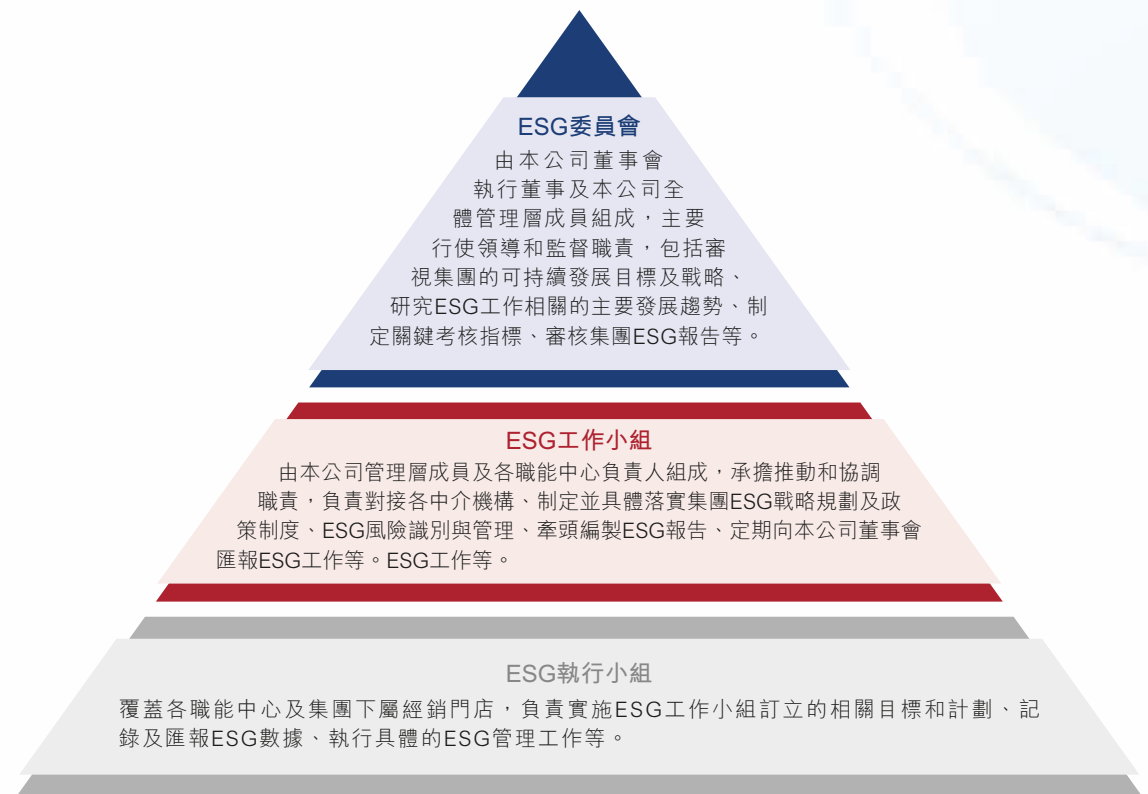 ESG委員會
由本公司董事會
執行董事及本公司全
體管理層成員組成，主要
行使領導和監督職責，包括審
視集團的可持續發展目標及戰略、
研究ESG工作相關的主要發展趨勢、制
定關鍵考核指標、審核集團ESG報告等。
ESG工作小組
由本公司管理層成員及各職能中心負責人組成，承擔推動和協調
職責，負責對接各中介機構、制定並具體落實集團ESG戰略規劃及政
策制度、ESG風險識別與管理、牽頭編製ESG報告、定期向本公司董事會
匯報ESG工作等。ESG工作等。
ESG執行小組
覆蓋各職能中心及集團下屬經銷門店，負責實施ESG工作小組訂立的相關目標和計劃、記
錄及匯報ESG數據、執行具體的ESG管理工作等。